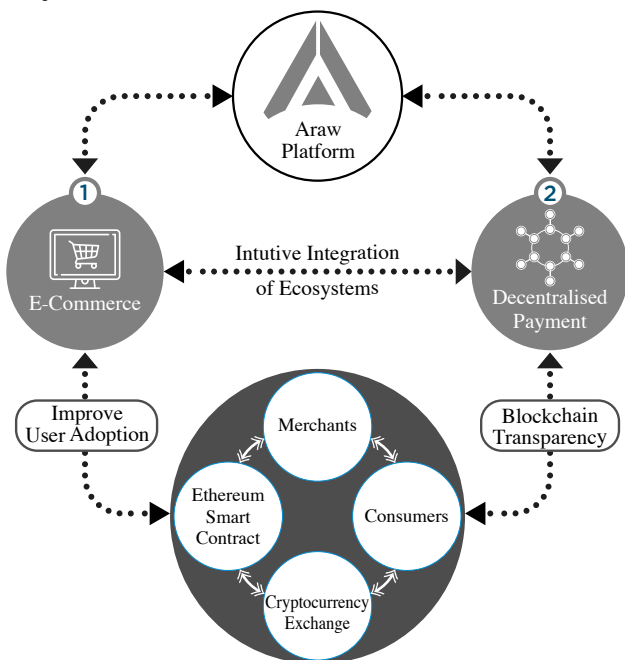 Araw
Platform
1
2
E-Commerce
Intutive Integration
of Ecosystems
Decentralised
Payment
Improve
User Adoption
Blockchain
Transparency
Merchants
Ethereum
Smart
Contract
Consumers
Cryptocurrency
Exchange